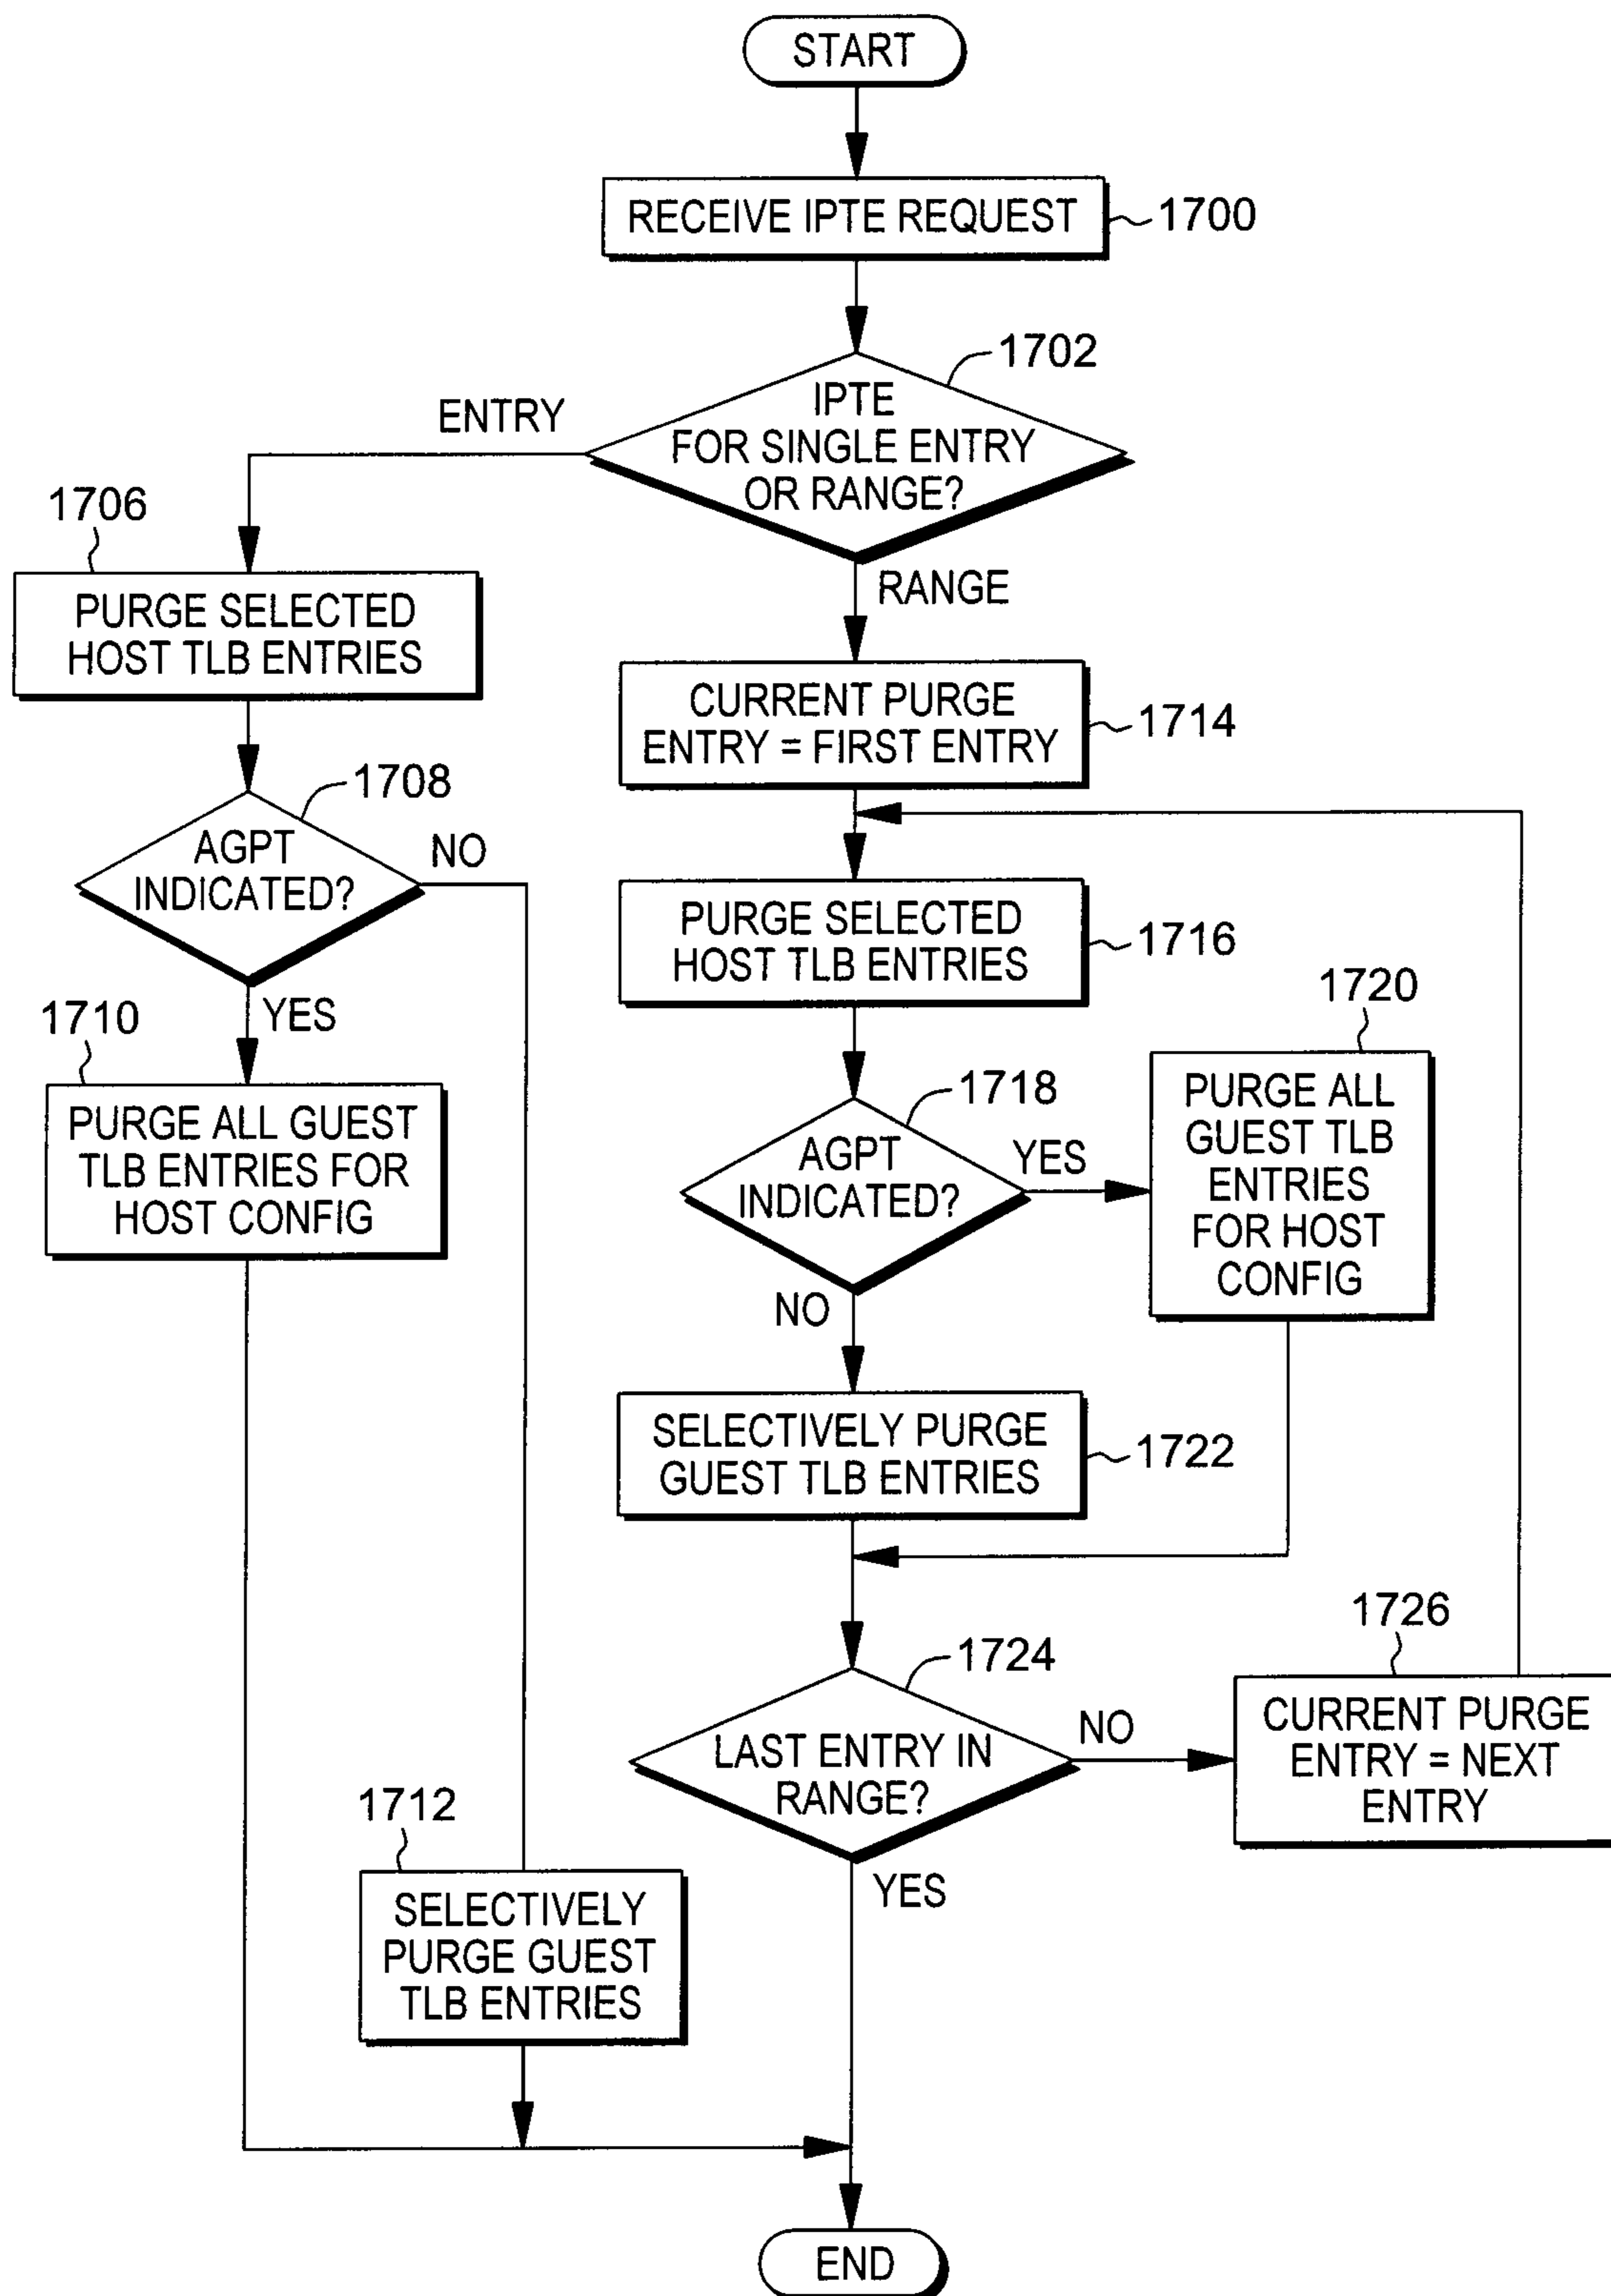 START
RECEIVE IPTE REQUEST
1700
1702
IPTE
FOR SINGLE ENTRY
OR RANGE?
ENTRY
RANGE
1706
PURGE SELECTED
HOST TLB ENTRIES
1708
AGPT
INDICATED?
NO
YES
1710
PURGE ALL GUEST
TLB ENTRIES FOR
HOST CONFIG
1712
SELECTIVELY
PURGE GUEST
TLB ENTRIES
CURRENT PURGE
ENTRY = FIRST ENTRY
1714
PURGE SELECTED
HOST TLB ENTRIES
1716
1718
AGPT
INDICATED?
YES
NO
1720
PURGE ALL
GUEST TLB
ENTRIES
FOR HOST
CONFIG
SELECTIVELY PURGE
GUEST TLB ENTRIES
1722
1724
LAST ENTRY IN
RANGE?
NO
YES
1726
CURRENT PURGE
ENTRY = NEXT
ENTRY
END